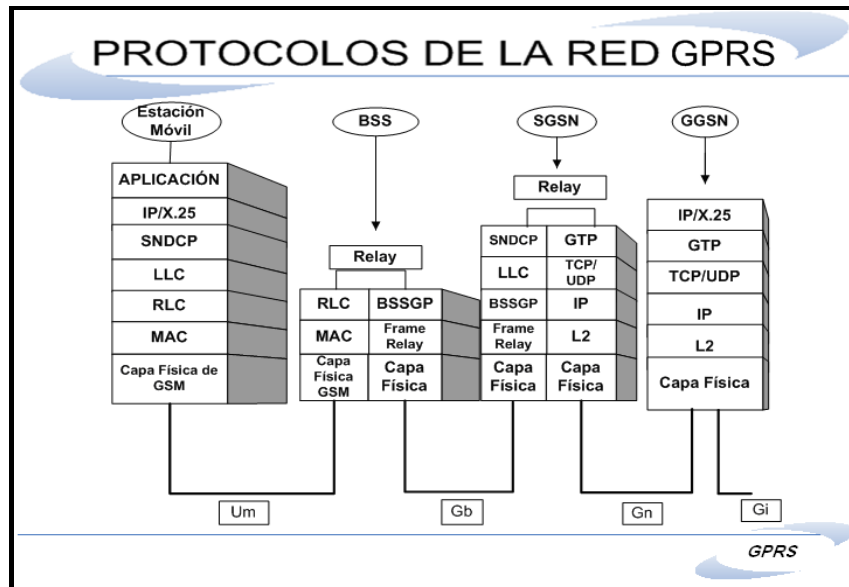 PROTOCOLOS DE LA RED GPRS
Estación
Móvil
BSS
SGSN
GGSN
APLICACIÓN
IP/X.25
SNDCP
LLC
RLC
MAC
Capa Física de
GSM
Relay
RLC
BSSGP
MAC
Frame
Relay
Capa
Física
GSM
Capa
Física
Relay
SNDCP
GTP
LLC
TCP/
UDP
BSSGP
IP
Frame
Relay
L2
Capa
Física
Capa
Física
IP/X.25
GTP
TCP/UDP
IP
L2
Capa Física
Um
Gb
Gn
Gi
GPRS